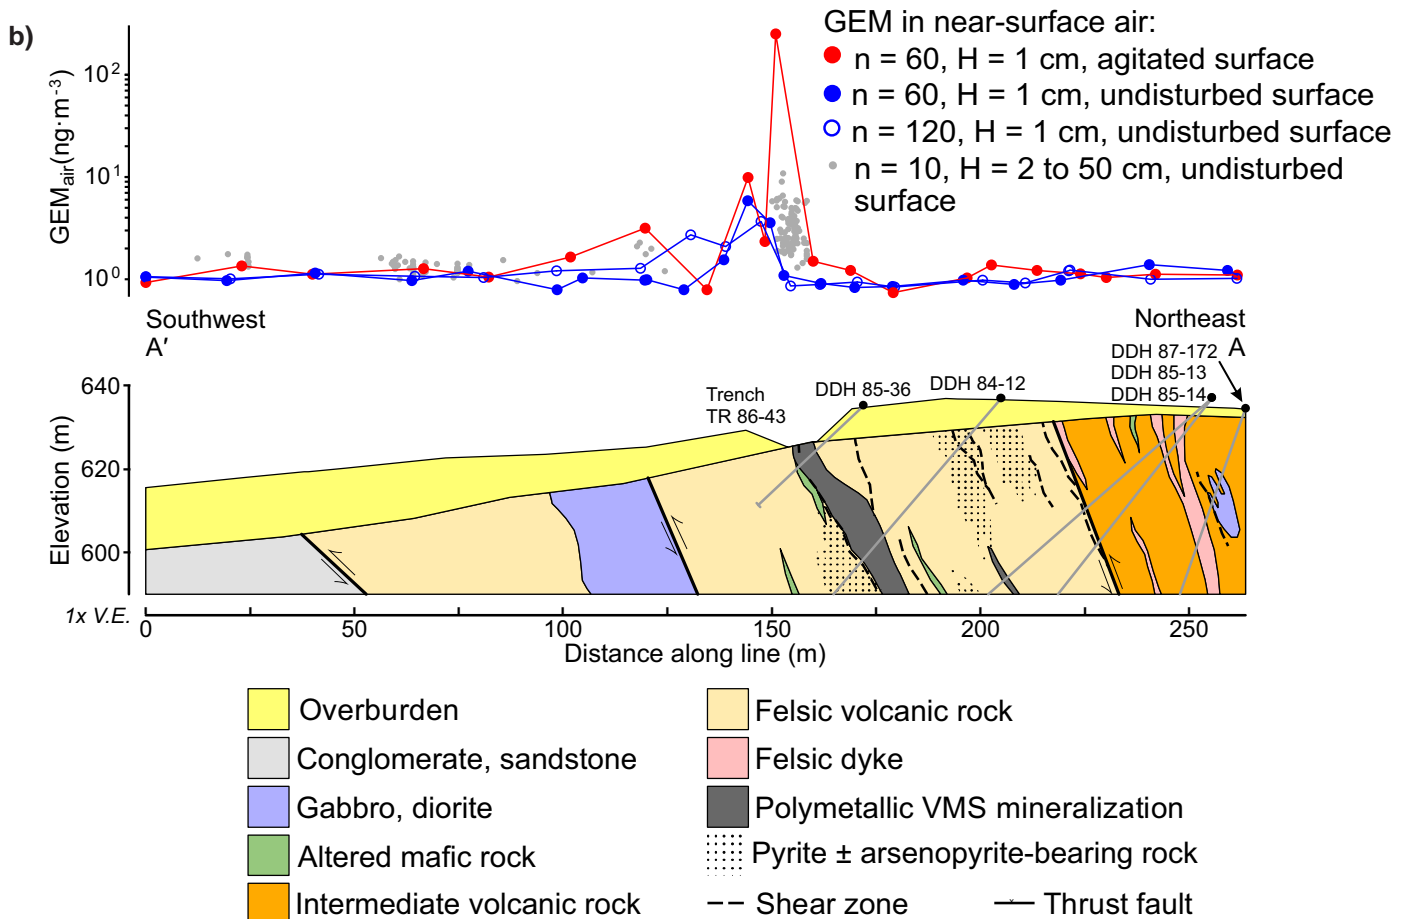 b)
GEM in near-surface air:
n = 60, H = 1 cm, agitated surface
n = 60, H = 1 cm, undisturbed surface
n = 120, H = 1 cm, undisturbed surface
n = 10, H = 2 to 50 cm, undisturbed
surface
GEMair(ng·m⁻³)
10²
10¹
10⁰
Southwest
A′
Northeast
A
DDH 87-172
DDH 85-13
DDH 85-14
Trench
TR 86-43
DDH 85-36
DDH 84-12
Elevation (m)
640
620
600
1x V.E.
0
50
100
150
200
250
Distance along line (m)
Overburden
Conglomerate, sandstone
Gabbro, diorite
Altered mafic rock
Intermediate volcanic rock
Felsic volcanic rock
Felsic dyke
Polymetallic VMS mineralization
Pyrite ± arsenopyrite-bearing rock
Shear zone
Thrust fault